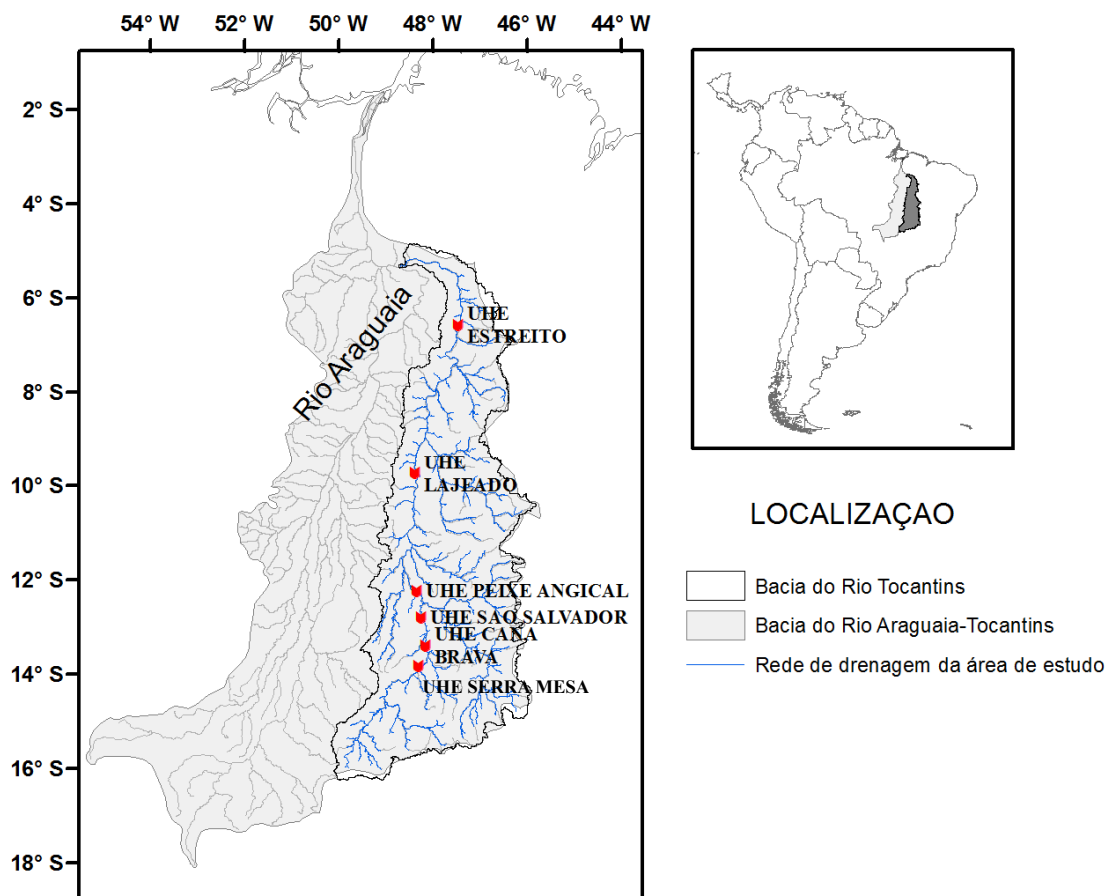 54° W 52° W 50° W 48° W 46° W 44° W
2° S
4° S
6° S
8° S
10° S
12° S
14° S
16° S
18° S
Rio Araguaia
UHE
ESTREITO
UHE
LAJEADO
UHE PEIXE ANGICAL
UHE SAO SALVADOR
UHE CANA
BRAVA
UHE SERRA MESA
LOCALIZAÇAO
Bacia do Rio Tocantins
Bacia do Rio Araguaia-Tocantins
Rede de drenagem da área de estudo